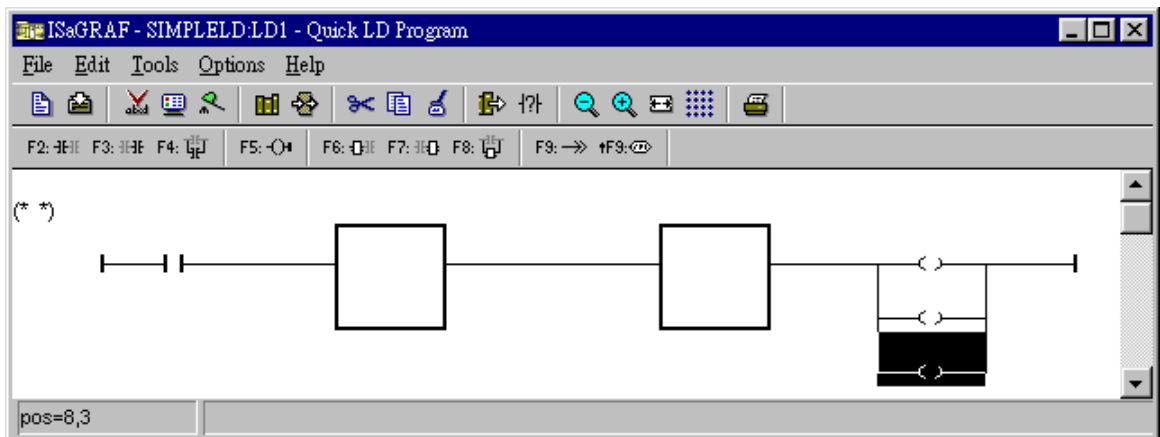 ISaGRAF - SIMPLELD:LD1 - Quick LD Program
File Edit Tools Options Help
F2: F3: F4: F5: F6: F7: F8: F9: F9:
(* *)
pos=8,3